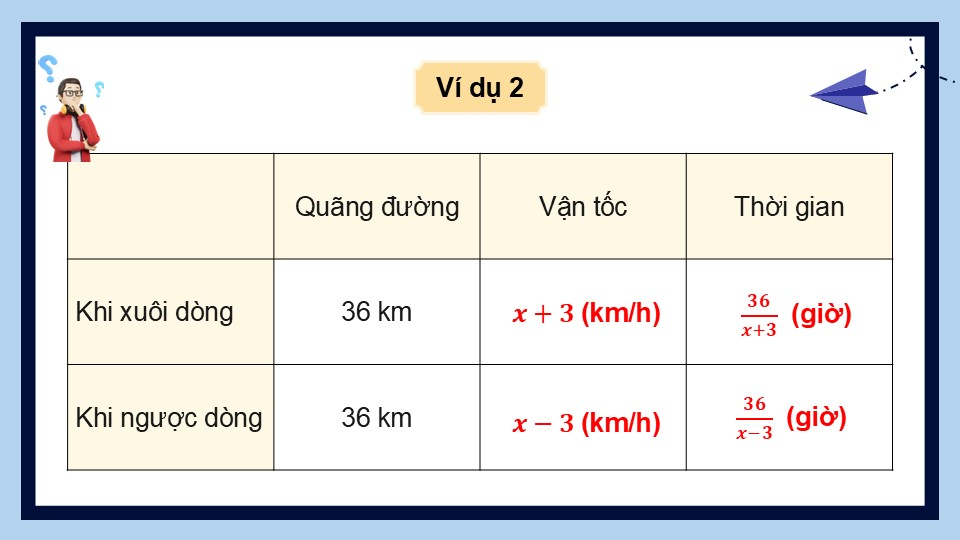 Ví dụ 2
Quãng đường Vận tốc Thời gian
Khi xuôi dòng 36 km 𝒙 + 𝟑 (km/h) 𝟑𝟔/(𝒙+𝟑) (giờ)
Khi ngược dòng 36 km 𝒙 − 𝟑 (km/h) 𝟑𝟔/(𝒙−𝟑) (giờ)